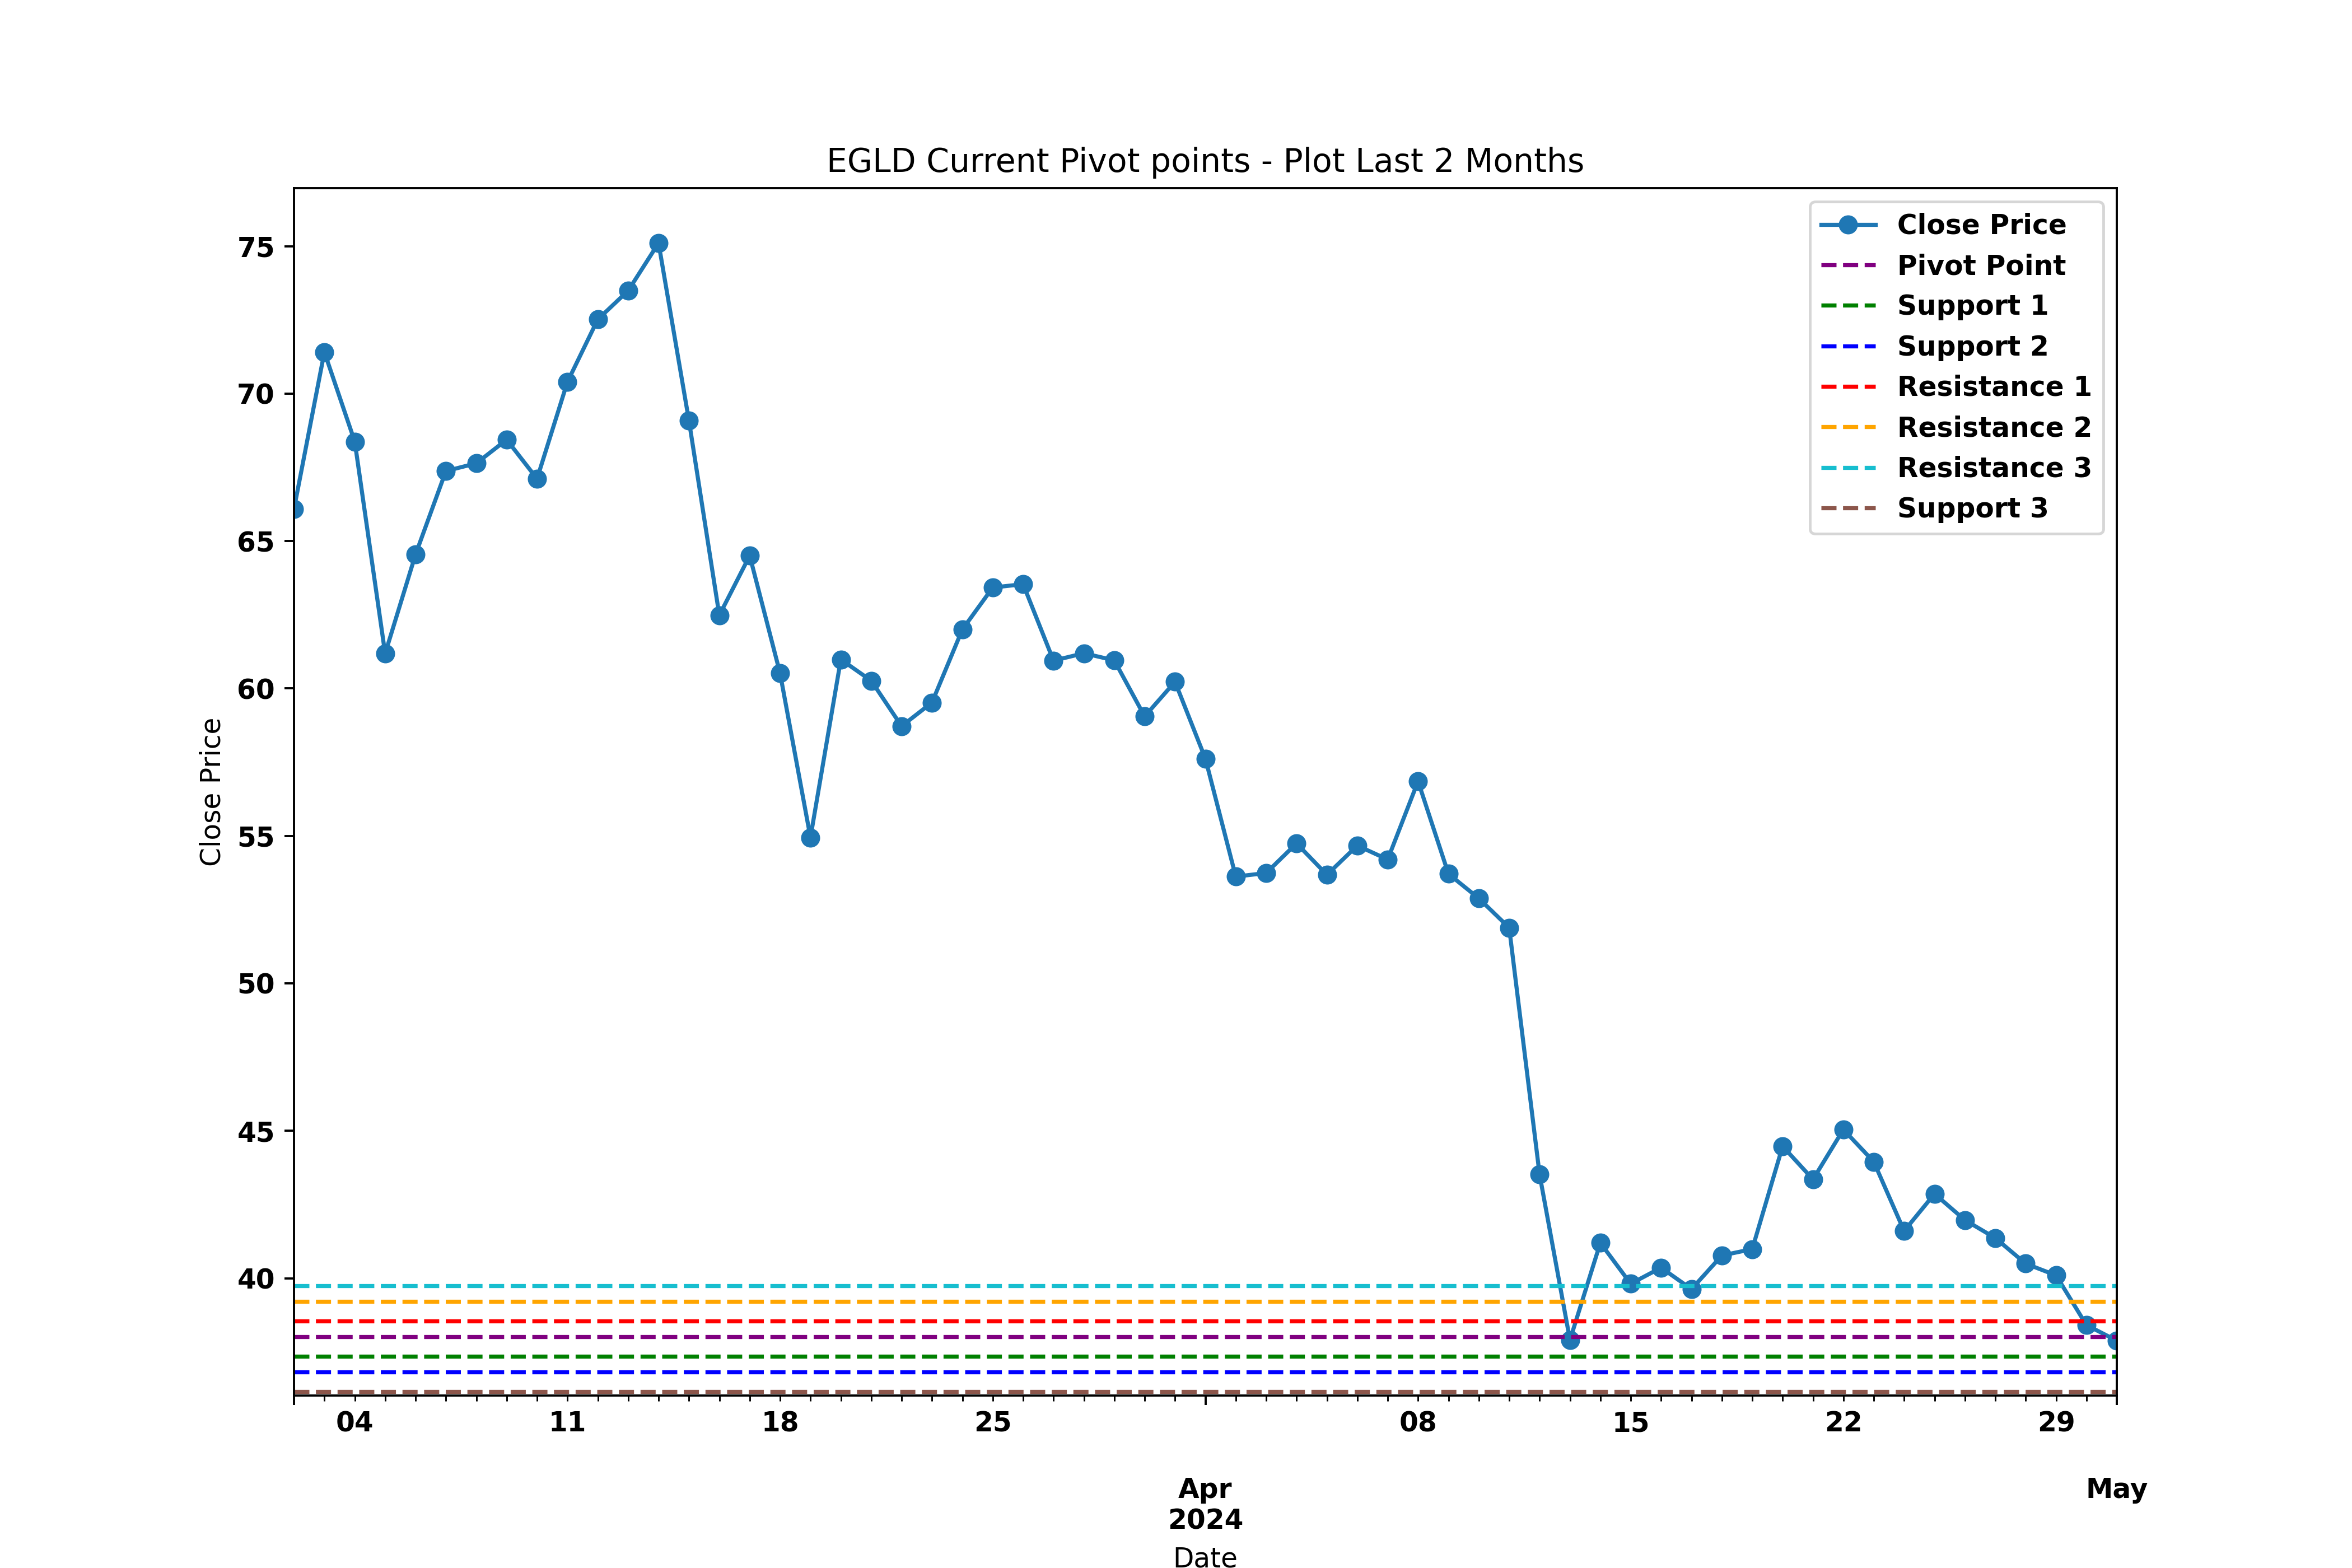 EGLD Current Pivot points - Plot Last 2 Months
Close Price
Pivot Point
Support 1
Support 2
Resistance 1
Resistance 2
Resistance 3
Support 3
75
70
65
60
55
50
45
40
Close Price
04 11 18 25 08 15 22 29
Apr May
2024
Date